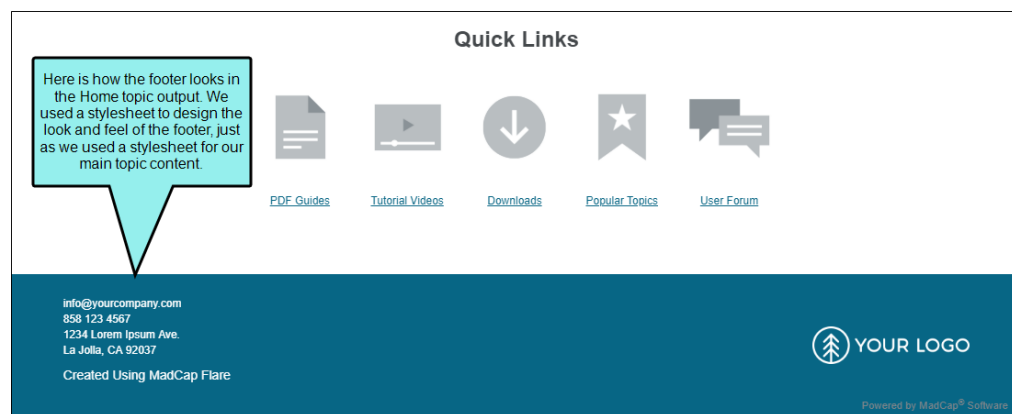 Quick Links
Here is how the footer looks in
the Home topic output. We
used a stylesheet to design the
look and feel of the footer, just
as we used a stylesheet for our
main topic content.
PDF Guides
Tutorial Videos
Downloads
Popular Topics
User Forum
info@yourcompany.com
858 123 4567
1234 Lorem Ipsum Ave.
La Jolla, CA 92037
Created Using MadCap Flare
YOUR LOGO
Powered by MadCap® Software